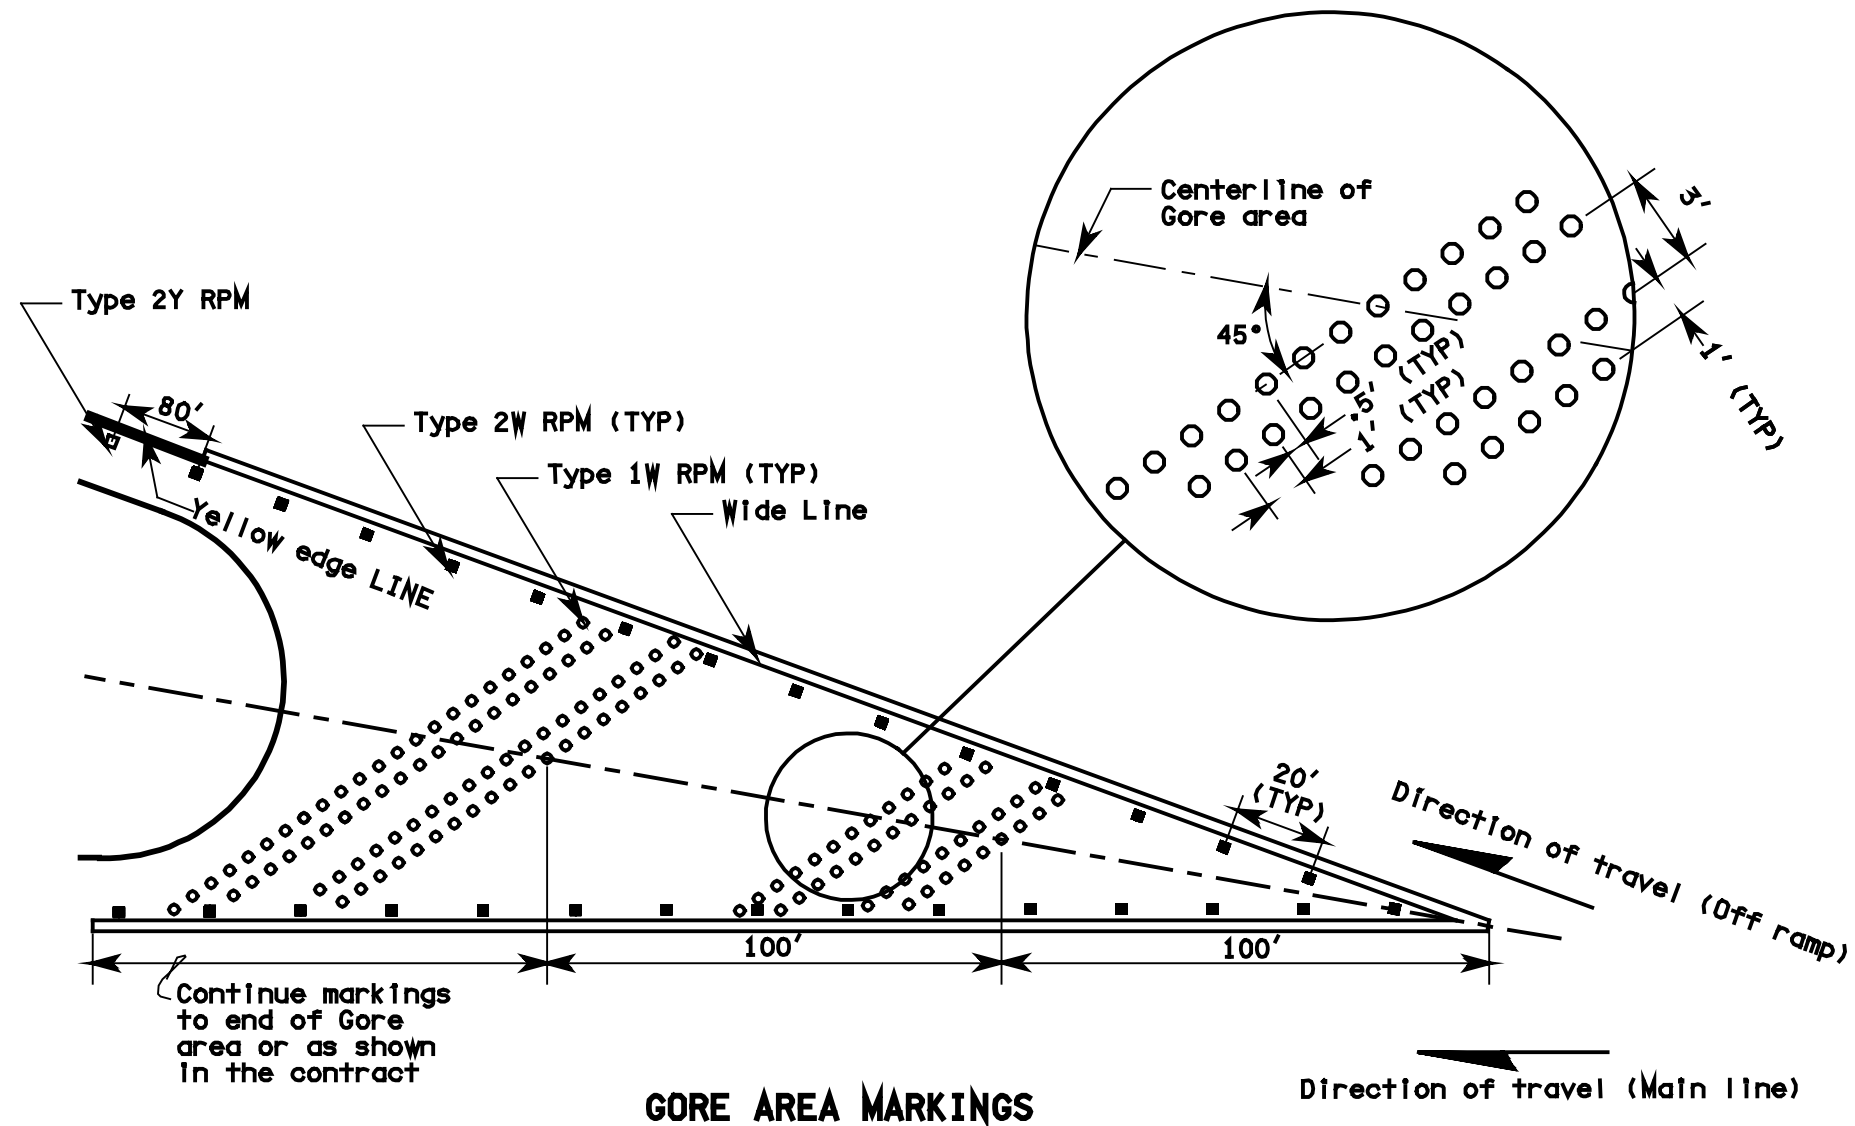 Centerline of
Gore area
3'
45°
(TYP)
.5' (TYP)
1'
1' (TYP)
Type 2Y RPM
80'
Type 2W RPM (TYP)
Type 1W RPM (TYP)
Wide Line
Yellow edge LINE
20'
(TYP)
Direction of travel (Off ramp)
100'
100'
Continue markings
to end of Gore
area or as shown
in the contract
Direction of travel (Main line)
GORE AREA MARKINGS